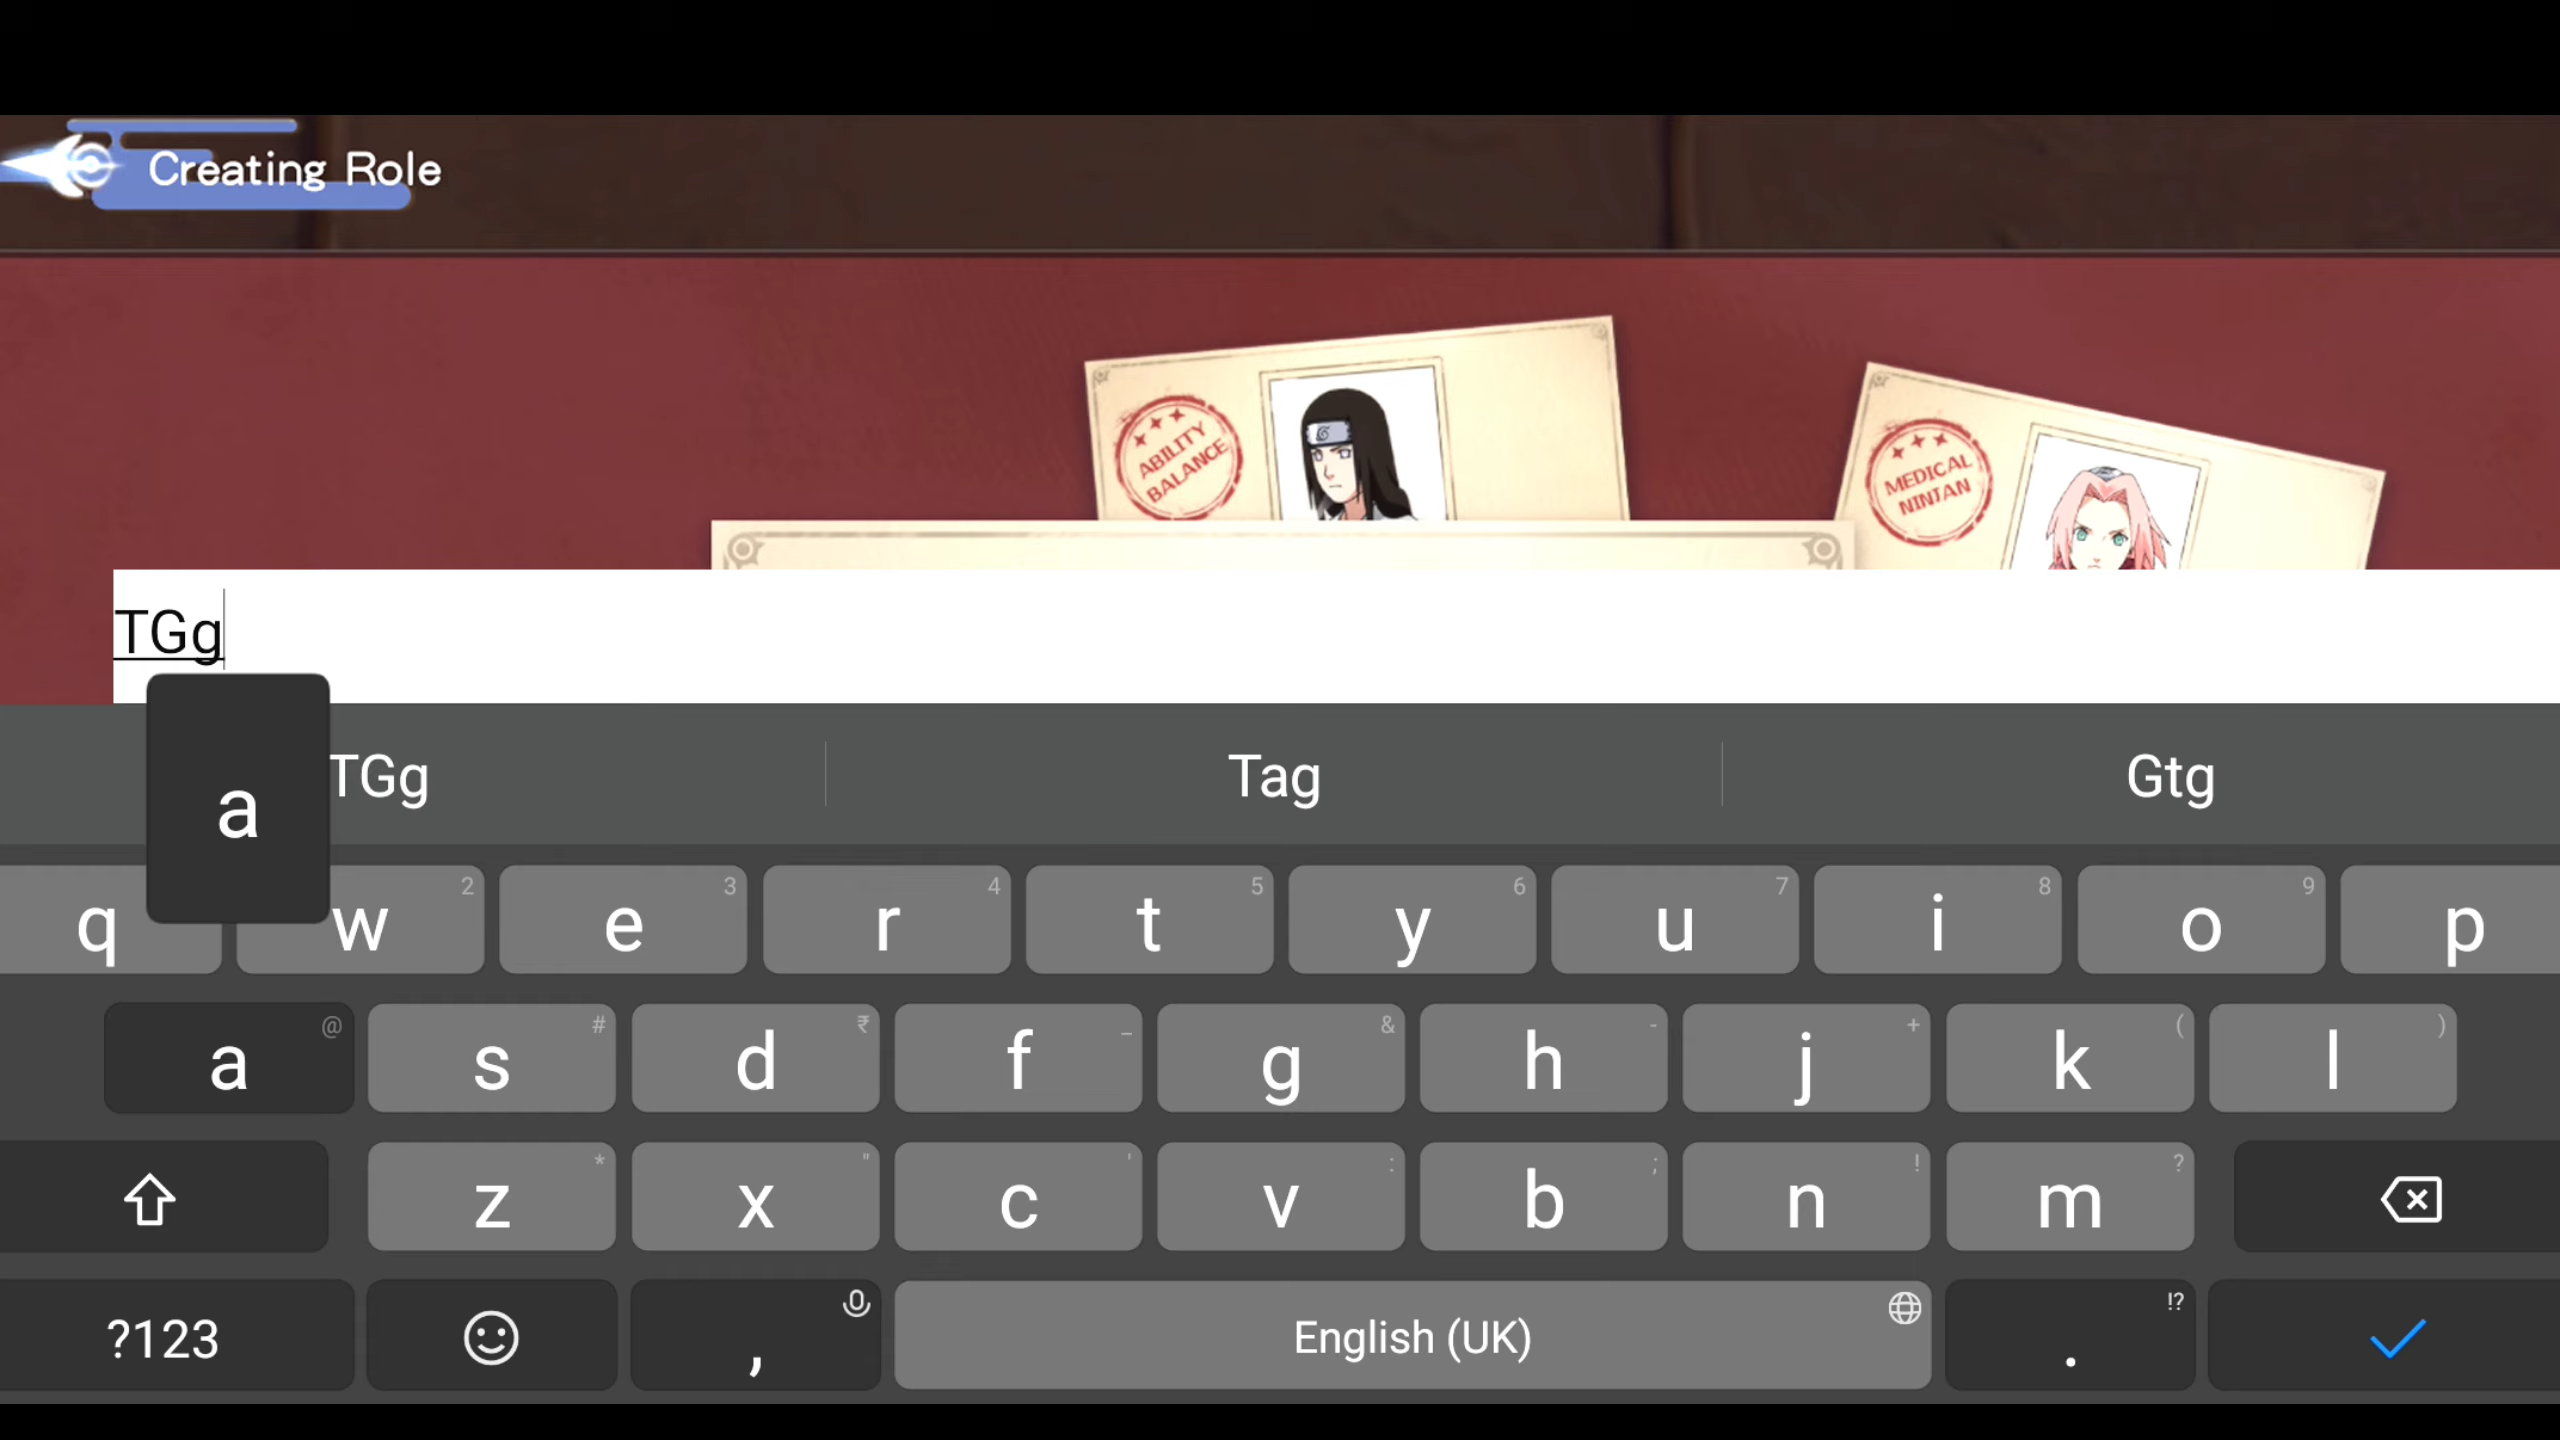 Creating Role
ABILITY
BALANCE
MEDICAL
NINJAN
TGg
a
TGg Tag Gtg
q w 2 e 3 r 4 t 5 y 6 u 7 i 8 o 9 p
a @ s # d ₹ f _ g & h - j + k ( l )
z * x " c ' v : b ; n ! m ?
?123 , English (UK) . !?